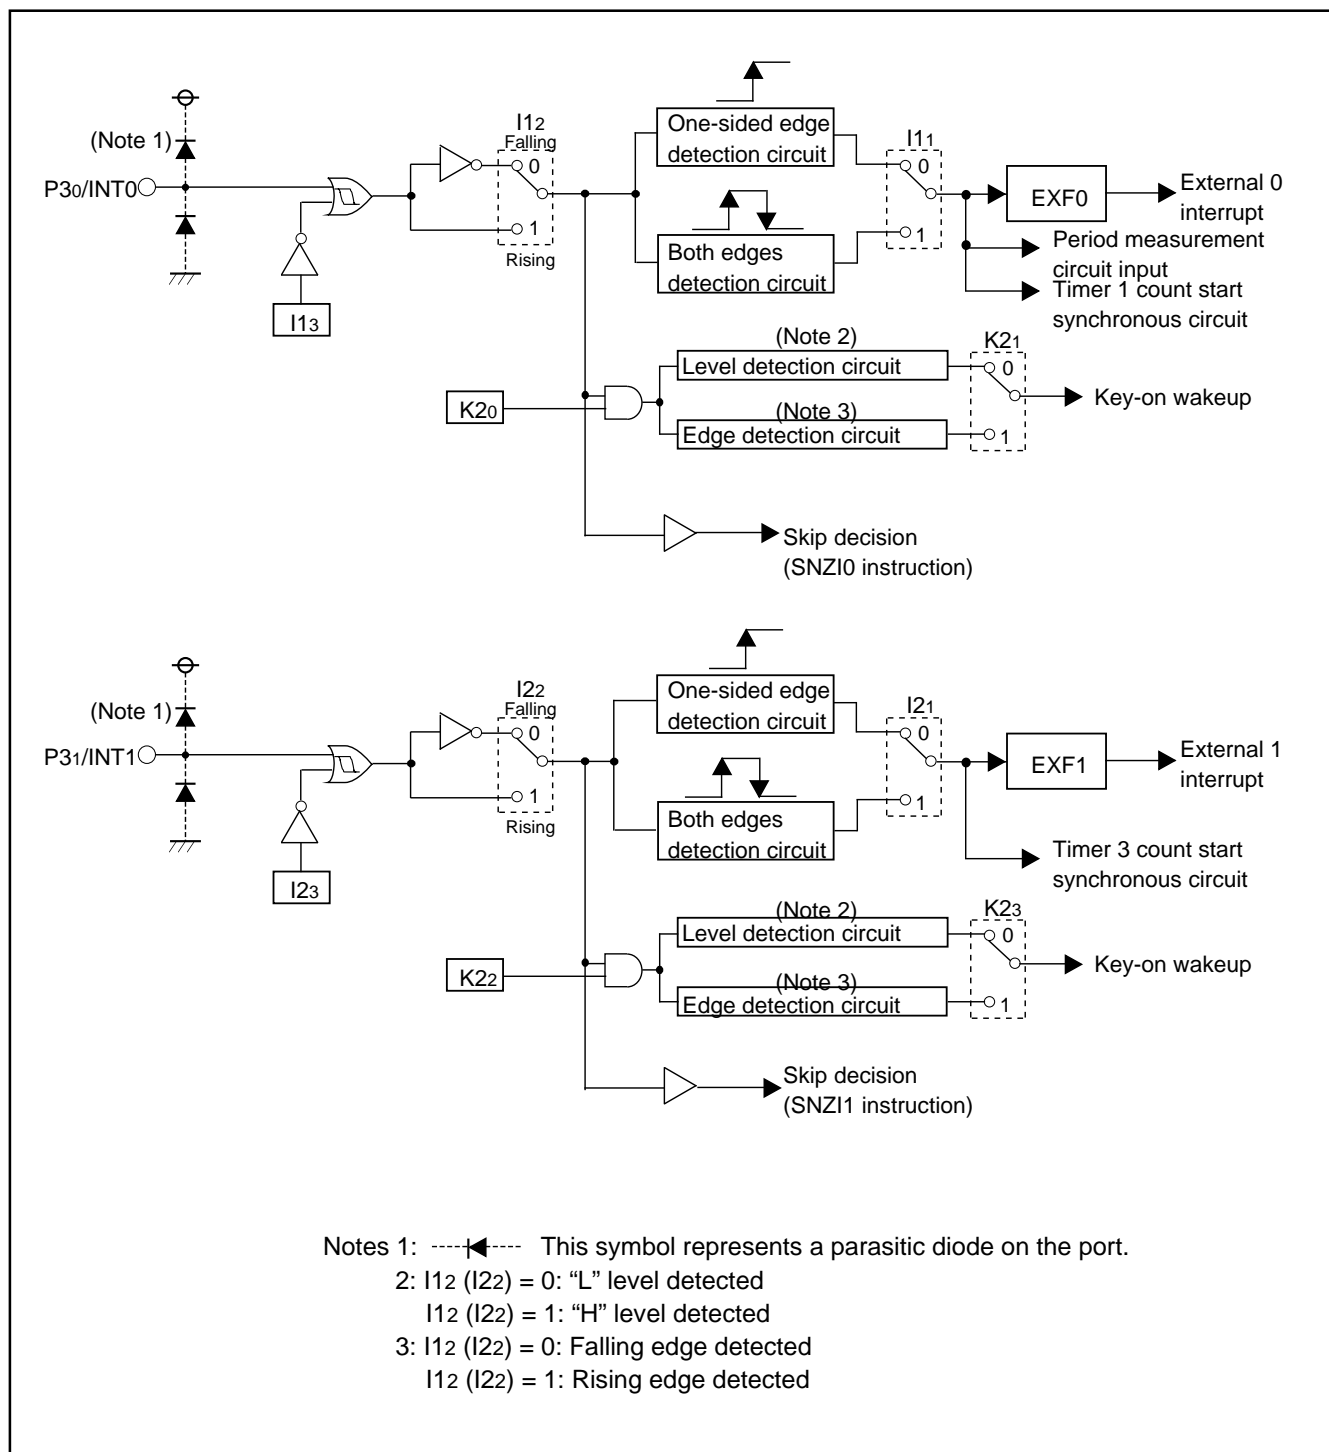 I12
Falling
0
1
Rising
(Note 1)
P30/INT0
I13
One-sided edge
detection circuit
Both edges
detection circuit
I11
0
1
EXF0
External 0
interrupt
Period measurement
circuit input
Timer 1 count start
synchronous circuit
K20
(Note 2)
Level detection circuit
(Note 3)
Edge detection circuit
K21
0
1
Key-on wakeup
Skip decision
(SNZI0 instruction)
I22
Falling
0
1
Rising
(Note 1)
P31/INT1
I23
One-sided edge
detection circuit
Both edges
detection circuit
I21
0
1
EXF1
External 1
interrupt
Timer 3 count start
synchronous circuit
K22
(Note 2)
Level detection circuit
(Note 3)
Edge detection circuit
K23
0
1
Key-on wakeup
Skip decision
(SNZI1 instruction)
Notes 1: This symbol represents a parasitic diode on the port.
2: I12 (I22) = 0: “L” level detected
I12 (I22) = 1: “H” level detected
3: I12 (I22) = 0: Falling edge detected
I12 (I22) = 1: Rising edge detected